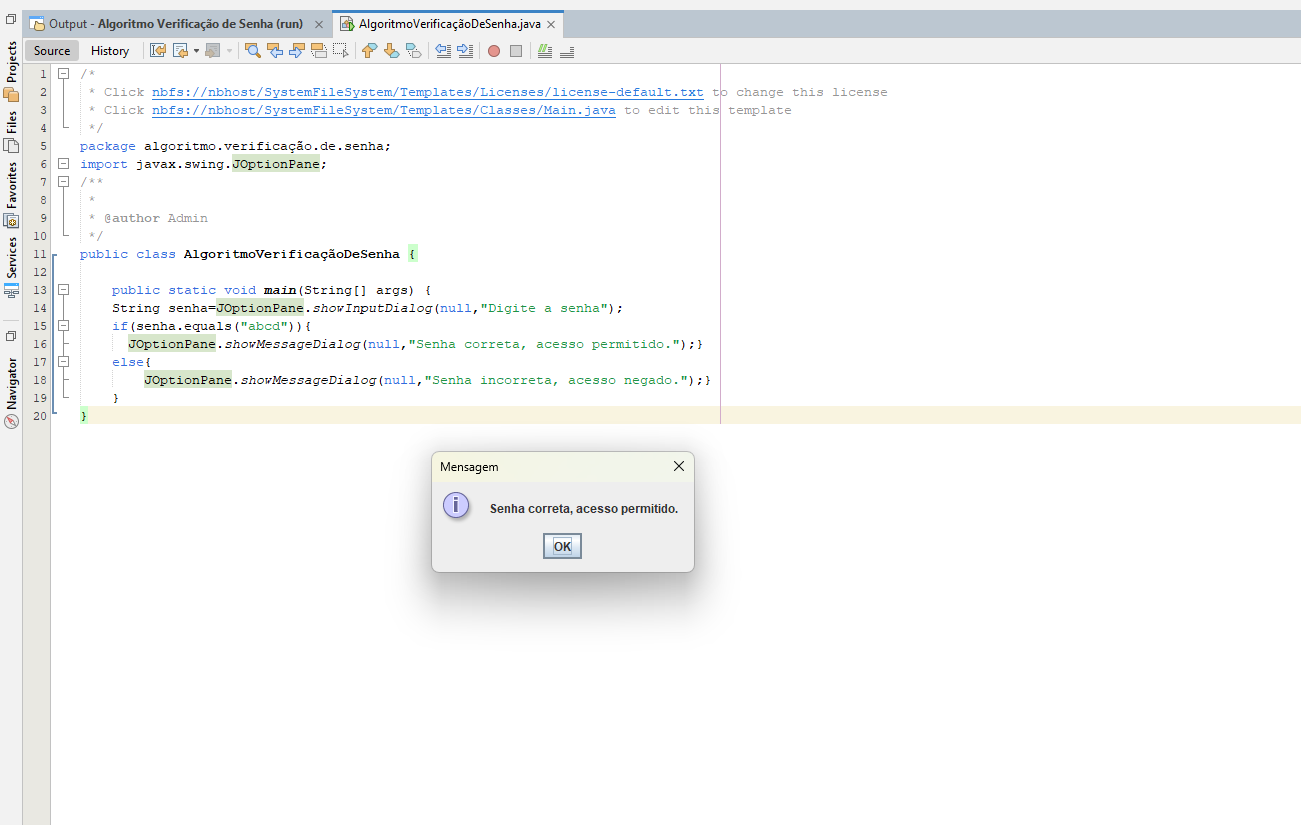 Output - Algoritmo Verificação de Senha (run) ×
AlgoritmoVerificaçãoDeSenha.java ×
Source History
Projects
Files
Favorites
Services
Navigator
1 /*
2 * Click nbfs://nbhost/SystemFileSystem/Templates/Licenses/license-default.txt to change this license
3 * Click nbfs://nbhost/SystemFileSystem/Templates/Classes/Main.java to edit this template
4 */
5 package algoritmo.verificação.de.senha;
6 import javax.swing.JOptionPane;
7 /**
8 *
9 * @author Admin
10 */
11 public class AlgoritmoVerificaçãoDeSenha {
12
13 public static void main(String[] args) {
14 String senha=JOptionPane.showInputDialog(null,"Digite a senha");
15 if(senha.equals("abcd")){
16 JOptionPane.showMessageDialog(null,"Senha correta, acesso permitido.");}
17 else{
18 JOptionPane.showMessageDialog(null,"Senha incorreta, acesso negado.");}
19 }
20 }
Mensagem
i
Senha correta, acesso permitido.
OK